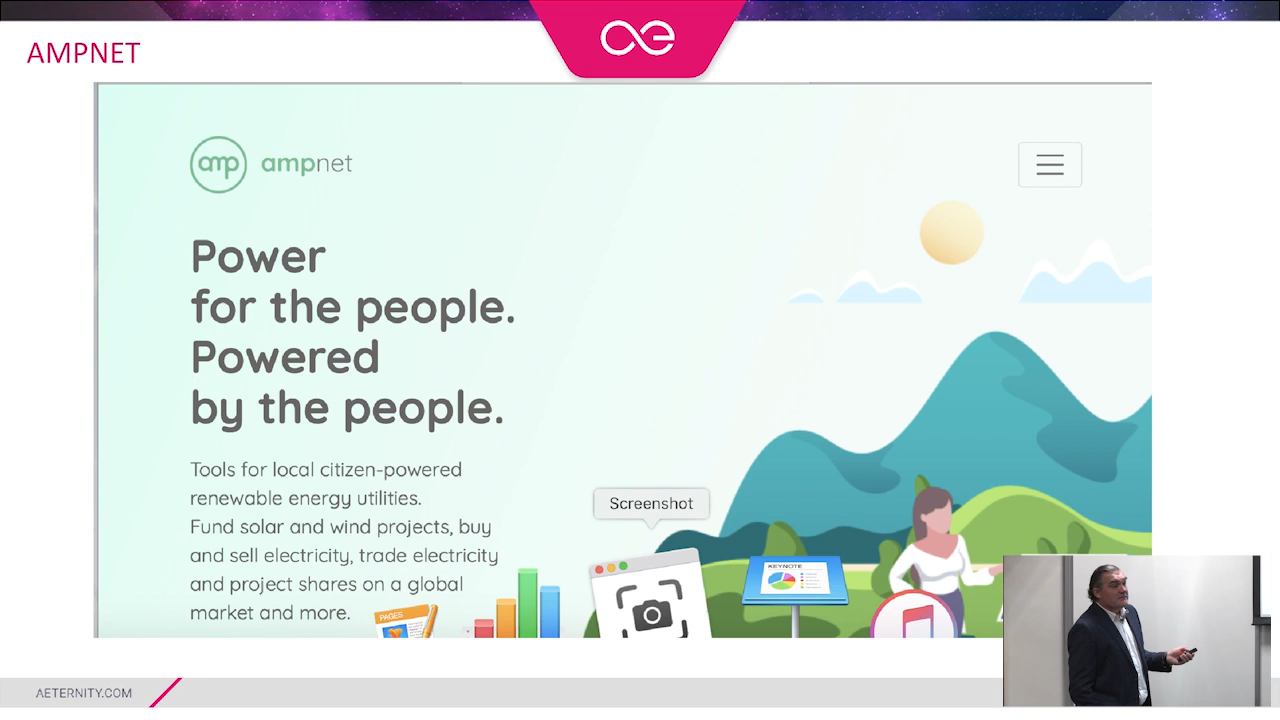 AMPNET
amp
ampnet
Power
for the people.
Powered
by the people.
Tools for local citizen-powered
renewable energy utilities.
Fund solar and wind projects, buy
and sell electricity, trade electricity
and project shares on a global
market and more.
Screenshot
KEYNOTE
PAGES
AETERNITY.COM